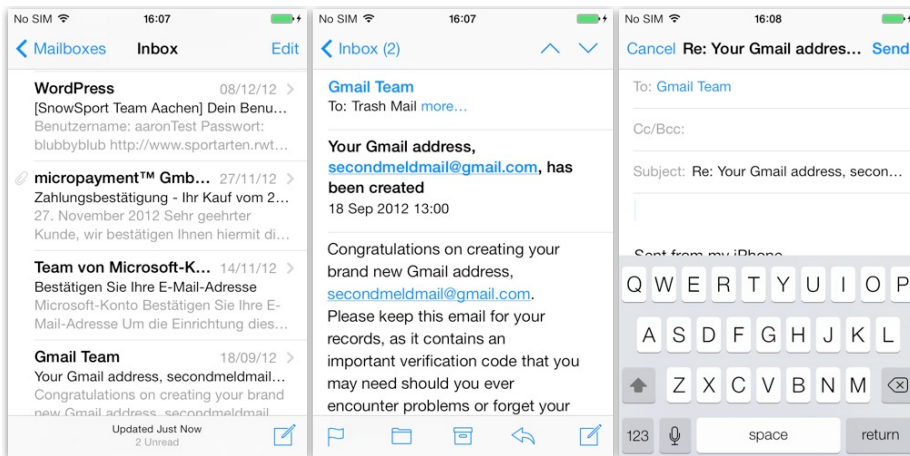 No SIM 16:07
Mailboxes Inbox Edit
WordPress 08/12/12
[SnowSport Team Aachen] Dein Benu...
Benutzername: aaronTest Passwort:
blubbyblub http://www.sportarten.rwt...
micropayment™ Gmb... 27/11/12
Zahlungsbestätigung - Ihr Kauf vom 2...
27. November 2012 Sehr geehrter
Kunde, wir bestätigen Ihnen hiermit di...
Team von Microsoft-K... 14/11/12
Bestätigen Sie Ihre E-Mail-Adresse
Microsoft-Konto Bestätigen Sie Ihre E-
Mail-Adresse Um die Einrichtung dies...
Gmail Team 18/09/12
Your Gmail address, secondmeldmail...
Congratulations on creating your brand
new Gmail address, secondmeldmail
Updated Just Now
2 Unread
No SIM 16:07
Inbox (2)
Gmail Team
To: Trash Mail more...
Your Gmail address,
secondmeldmail@gmail.com, has
been created
18 Sep 2012 13:00
Congratulations on creating your
brand new Gmail address,
secondmeldmail@gmail.com.
Please keep this email for your
records, as it contains an
important verification code that you
may need should you ever
encounter problems or forget your
No SIM 16:08
Cancel Re: Your Gmail addres... Send
To: Gmail Team
Cc/Bcc:
Subject: Re: Your Gmail address, secon...
Sent from my iPhone
Q W E R T Y U I O P
A S D F G H J K L
Z X C V B N M
123 space return